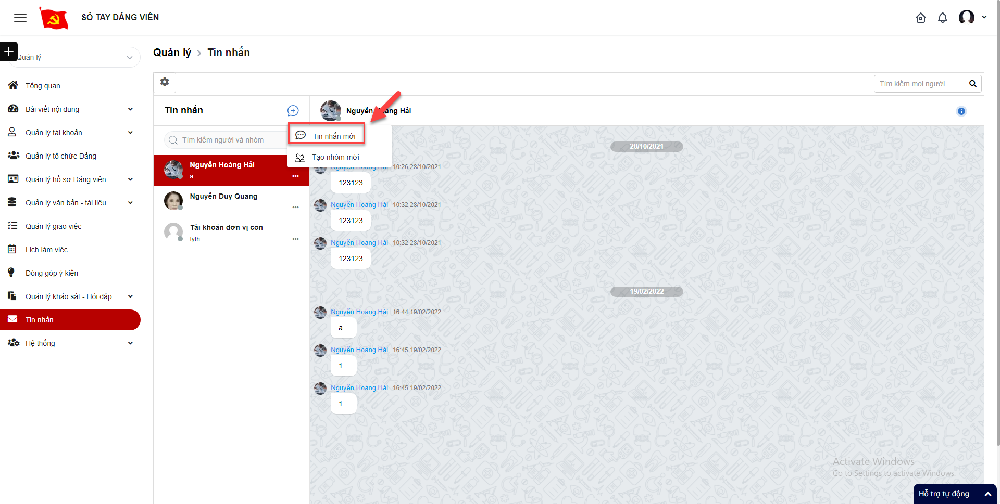 SỔ TAY ĐẢNG VIÊN
Quản lý
Quản lý > Tin nhắn
Tổng quan
Bài viết nội dung
Quản lý tài khoản
Quản lý tổ chức Đảng
Quản lý hồ sơ Đảng viên
Quản lý văn bản - tài liệu
Quản lý giao việc
Lịch làm việc
Đóng góp ý kiến
Quản lý khảo sát - Hỏi đáp
Tin nhắn
Hệ thống
Tìm kiếm mọi người
Tin nhắn
Tìm kiếm người và nhóm
Tin nhắn mới
Tạo nhóm mới
Nguyễn Hoàng Hải
a
Nguyễn Duy Quang
Tài khoản đơn vị con
tyth
Nguyễn Hoàng Hải
28/10/2021
Nguyễn Hoàng Hải 10:26 28/10/2021
123123
Nguyễn Hoàng Hải 10:32 28/10/2021
123123
Nguyễn Hoàng Hải 10:32 28/10/2021
123123
19/02/2022
Nguyễn Hoàng Hải 16:44 19/02/2022
a
Nguyễn Hoàng Hải 16:45 19/02/2022
1
Nguyễn Hoàng Hải 16:45 19/02/2022
1
Activate Windows
Go to Settings to activate Windows.
Hỗ trợ tự động